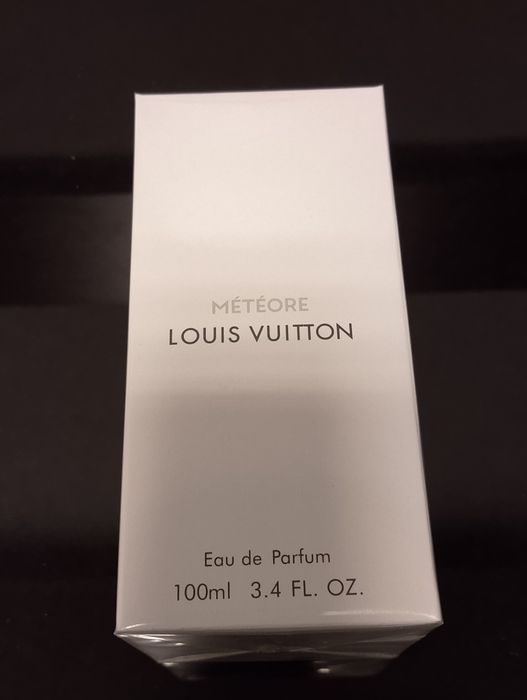 MÉTÉORE
LOUIS VUITTON
Eau de Parfum
100ml 3.4 FL. OZ.